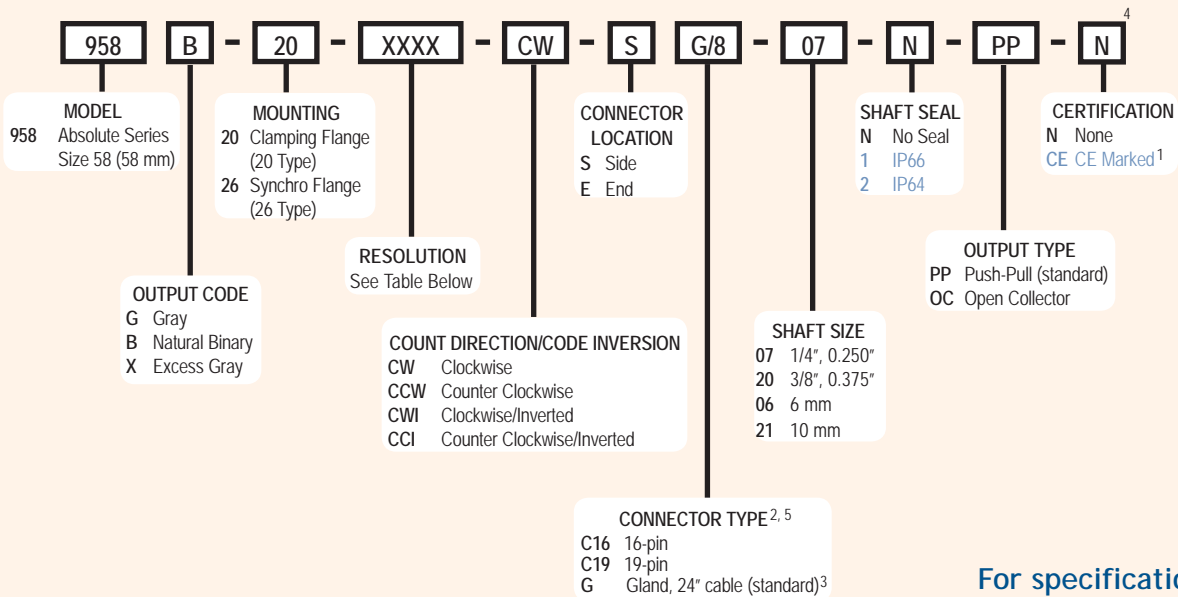 4
958 B - 20 - XXXX - CW - S G/8 - 07 - N - PP - N
MODEL
958 Absolute Series
Size 58 (58 mm)
MOUNTING
20 Clamping Flange
(20 Type)
26 Synchro Flange
(26 Type)
CONNECTOR
LOCATION
S Side
E End
SHAFT SEAL
N No Seal
1 IP66
2 IP64
CERTIFICATION
N None
CE CE Marked1
RESOLUTION
See Table Below
OUTPUT TYPE
PP Push-Pull (standard)
OC Open Collector
OUTPUT CODE
G Gray
B Natural Binary
X Excess Gray
COUNT DIRECTION/CODE INVERSION
CW Clockwise
CCW Counter Clockwise
CWI Clockwise/Inverted
CCI Counter Clockwise/Inverted
SHAFT SIZE
07 1/4", 0.250"
20 3/8", 0.375"
06 6 mm
21 10 mm
CONNECTOR TYPE2, 5
C16 16-pin
C19 19-pin
G Gland, 24" cable (standard)3
For specificatio